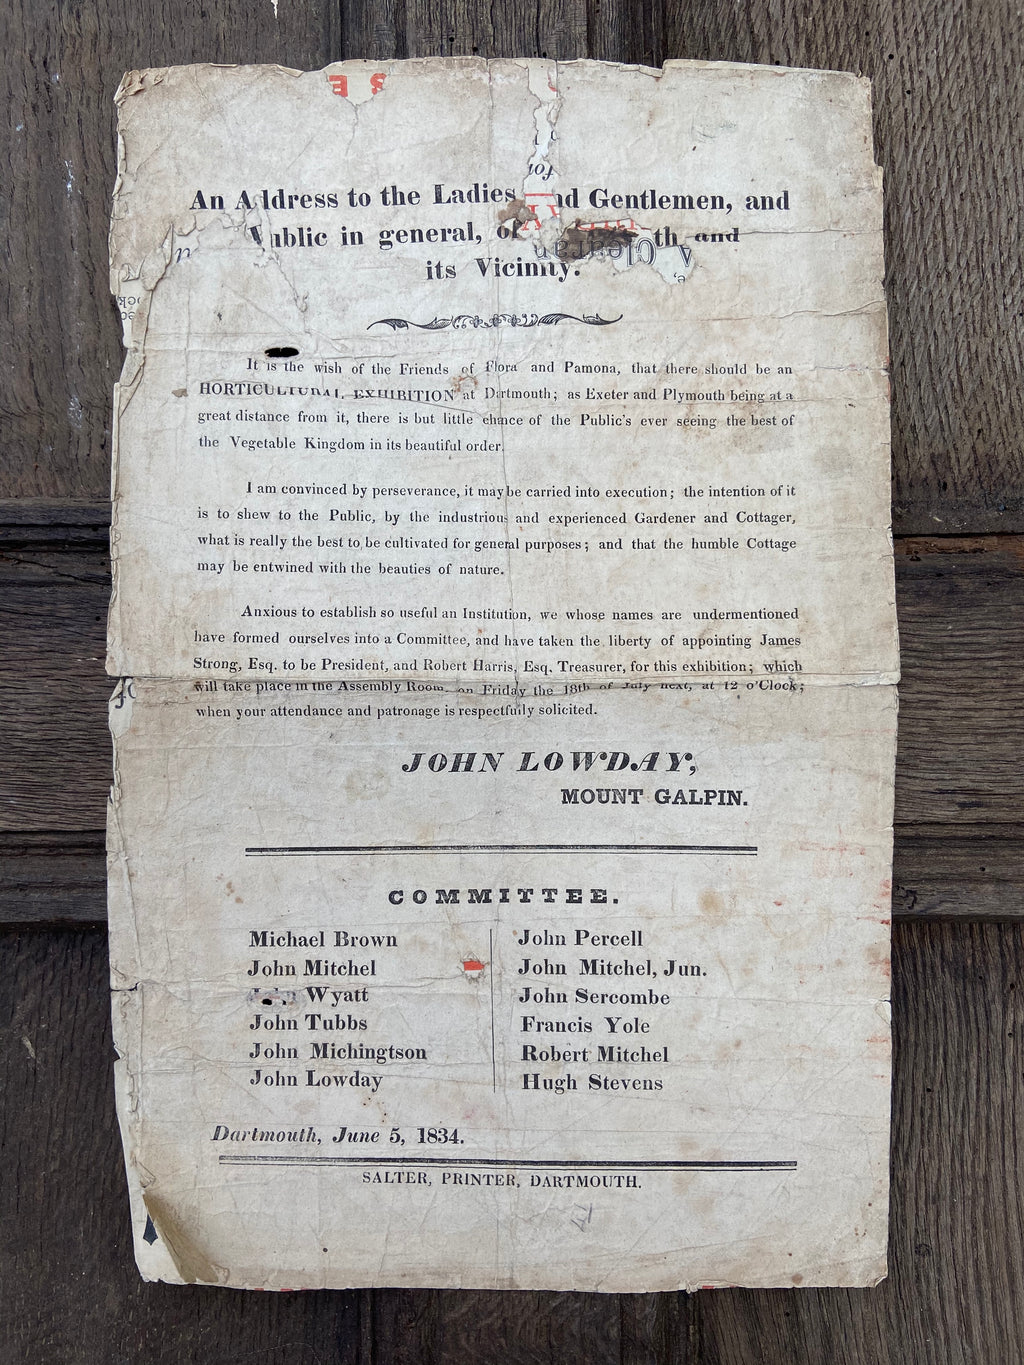 An Address to the Ladies and Gentlemen, and
Public in general, of th and
its Vicinity.
It is the wish of the Friends of Flora and Pamona, that there should be an
HORTICULTURAL EXHIBITION at Dartmouth; as Exeter and Plymouth being at a
great distance from it, there is but little chance of the Public's ever seeing the best of
the Vegetable Kingdom in its beautiful order.
I am convinced by perseverance, it may be carried into execution; the intention of it
is to shew to the Public, by the industrious and experienced Gardener and Cottager,
what is really the best to be cultivated for general purposes; and that the humble Cottage
may be entwined with the beauties of nature.
Anxious to establish so useful an Institution, we whose names are undermentioned
have formed ourselves into a Committee, and have taken the liberty of appointing James
Strong, Esq. to be President, and Robert Harris, Esq. Treasurer, for this exhibition; which
will take place in the Assembly Room, on Friday the 18th of July next, at 12 o'Clock;
when your attendance and patronage is respectfully solicited.
JOHN LOWDAY,
MOUNT GALPIN.
COMMITTEE.
Michael Brown
John Mitchel
John Wyatt
John Tubbs
John Michingtson
John Lowday
John Percell
John Mitchel, Jun.
John Sercombe
Francis Yole
Robert Mitchel
Hugh Stevens
Dartmouth, June 5, 1834.
SALTER, PRINTER, DARTMOUTH.